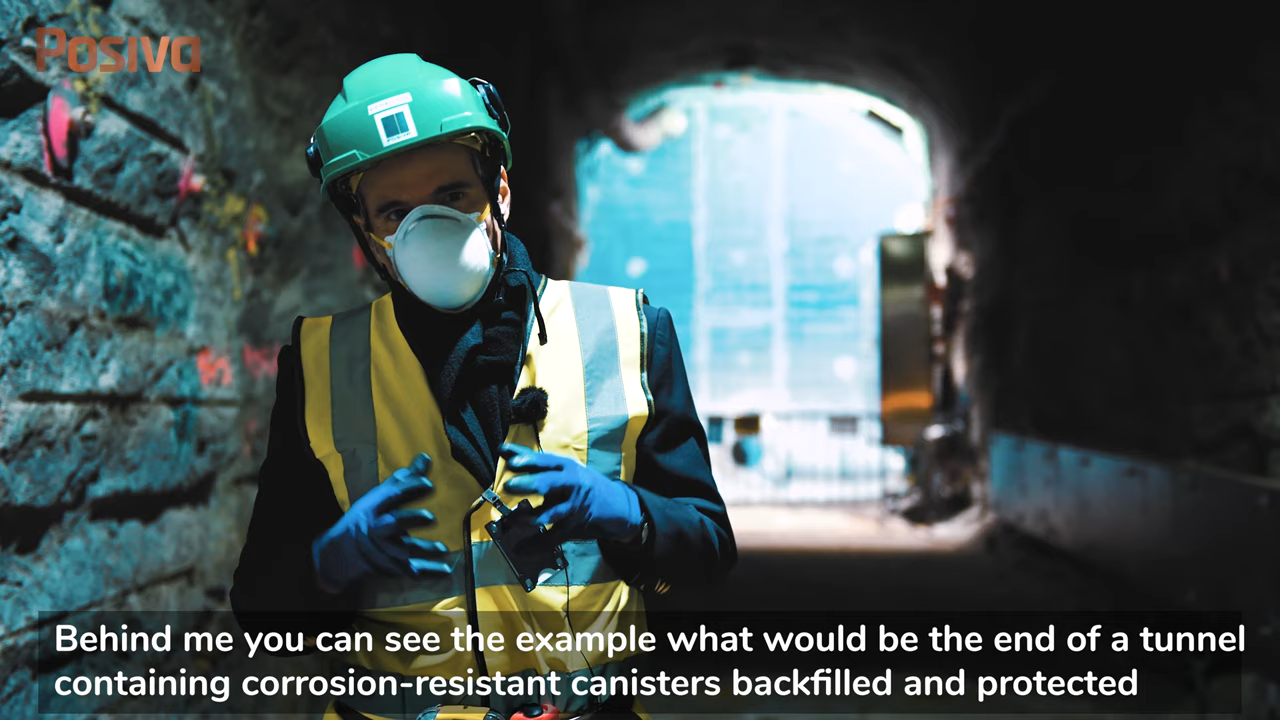 Posiva
Behind me you can see the example what would be the end of a tunnel
containing corrosion-resistant canisters backfilled and protected